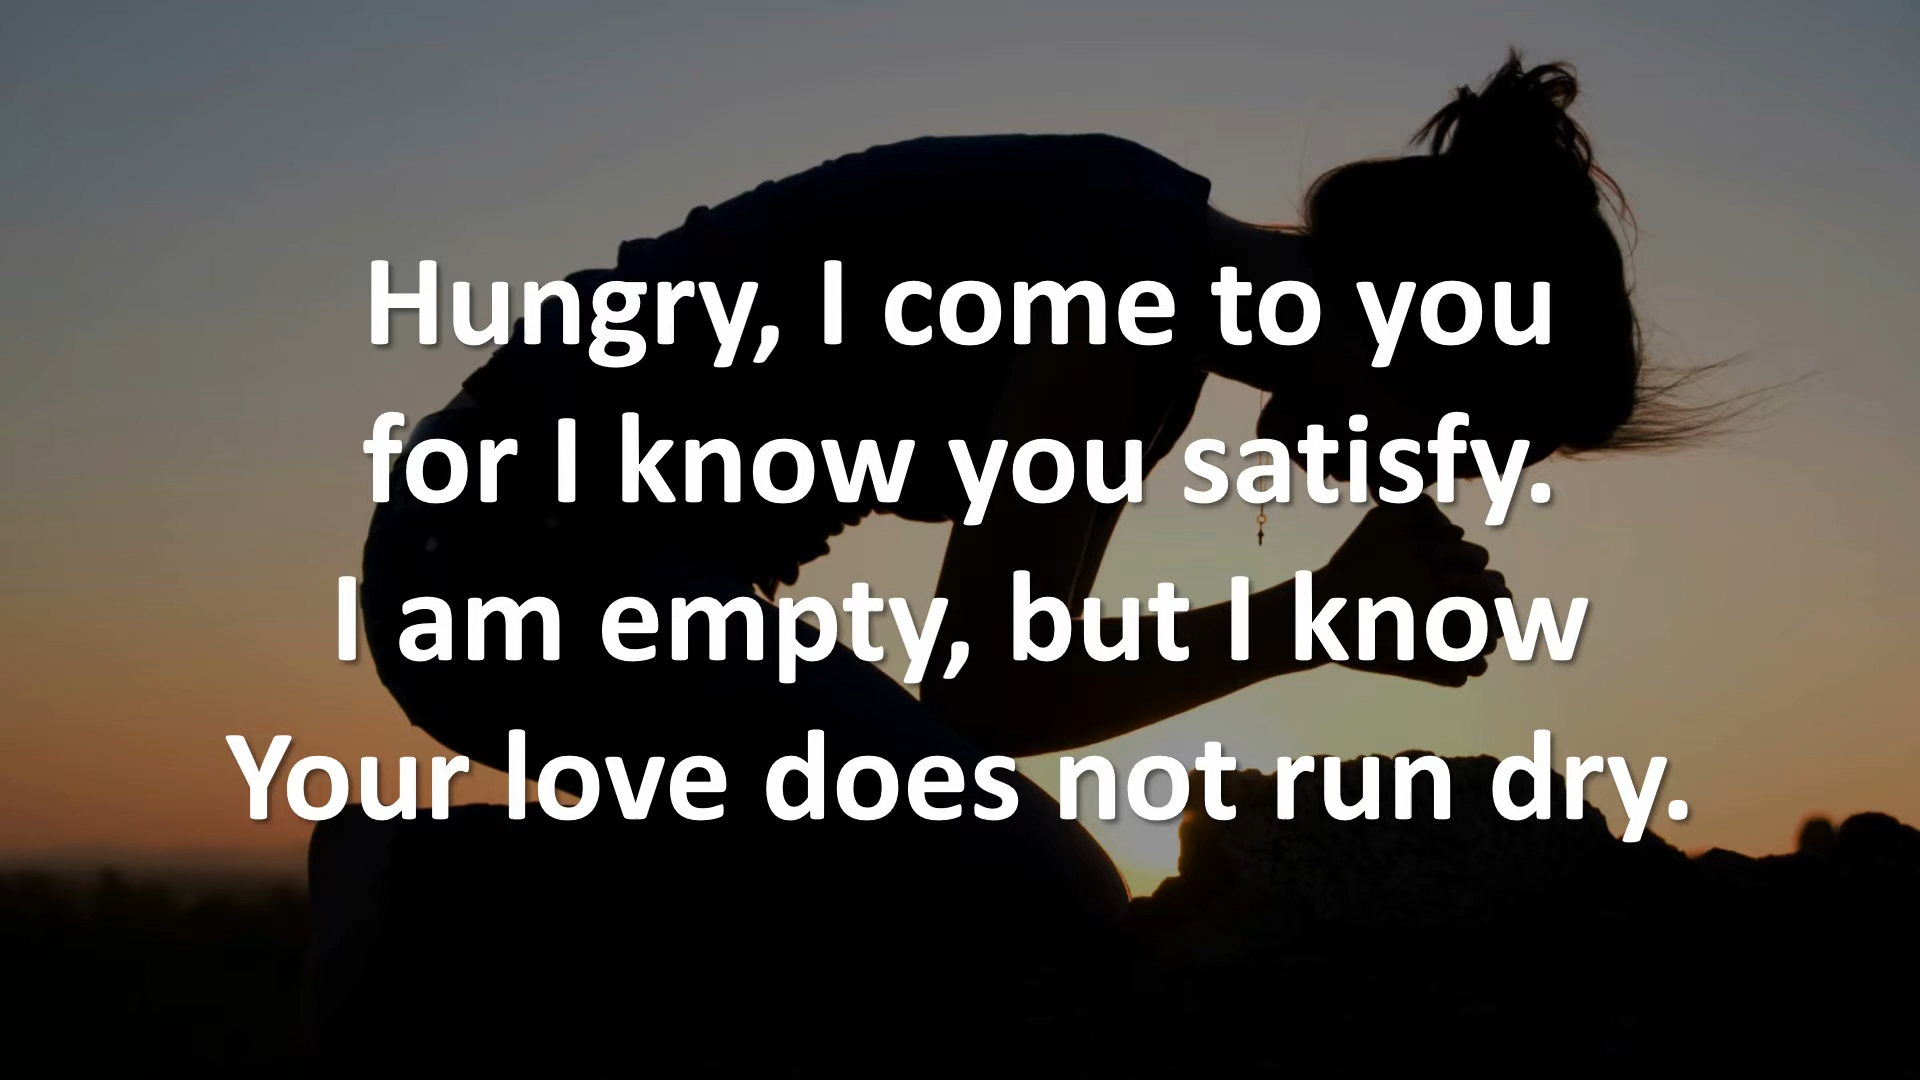 Hungry, I come to you
for I know you satisfy.
I am empty, but I know
Your love does not run dry.